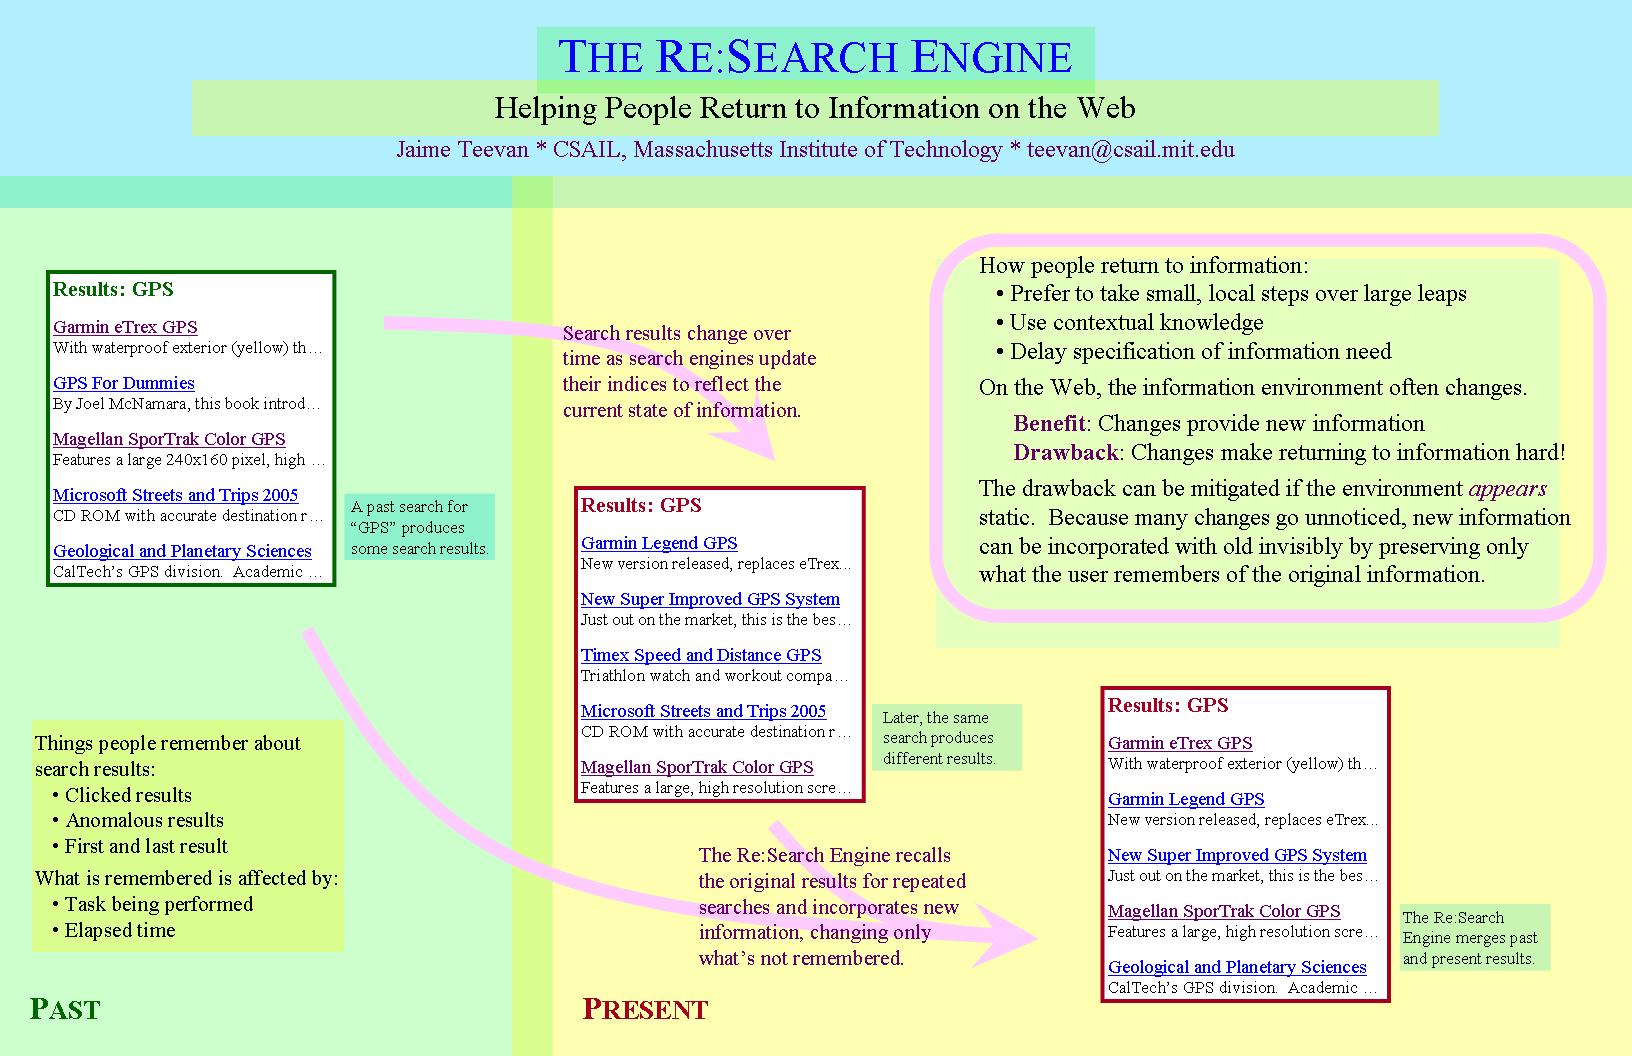 THE RE:SEARCH ENGINE
Helping People Return to Information on the Web
Jaime Teevan * CSAIL, Massachusetts Institute of Technology * teevan@csail.mit.edu
Results: GPS
Garmin eTrex GPS
With waterproof exterior (yellow) th…
GPS For Dummies
By Joel McNamara, this book introd…
Magellan SporTrak Color GPS
Features a large 240x160 pixel, high …
Microsoft Streets and Trips 2005
CD ROM with accurate destination r…
Geological and Planetary Sciences
CalTech’s GPS division.  Academic …
A past search for
“GPS” produces
some search results.
Things people remember about
search results:
• Clicked results
• Anomalous results
• First and last result
What is remembered is affected by:
• Task being performed
• Elapsed time
PAST
Search results change over
time as search engines update
their indices to reflect the
current state of information.
Results: GPS
Garmin Legend GPS
New version released, replaces eTrex...
New Super Improved GPS System
Just out on the market, this is the bes…
Timex Speed and Distance GPS
Triathlon watch and workout compa…
Microsoft Streets and Trips 2005
CD ROM with accurate destination r…
Magellan SporTrak Color GPS
Features a large, high resolution scre…
Later, the same
search produces
different results.
The Re:Search Engine recalls
the original results for repeated
searches and incorporates new
information, changing only
what’s not remembered.
PRESENT
How people return to information:
• Prefer to take small, local steps over large leaps
• Use contextual knowledge
• Delay specification of information need
On the Web, the information environment often changes.
Benefit: Changes provide new information
Drawback: Changes make returning to information hard!
The drawback can be mitigated if the environment appears
static.  Because many changes go unnoticed, new information
can be incorporated with old invisibly by preserving only
what the user remembers of the original information.
Results: GPS
Garmin eTrex GPS
With waterproof exterior (yellow) th…
Garmin Legend GPS
New version released, replaces eTrex...
New Super Improved GPS System
Just out on the market, this is the bes…
Magellan SporTrak Color GPS
Features a large, high resolution scre…
Geological and Planetary Sciences
CalTech’s GPS division.  Academic …
The Re:Search
Engine merges past
and present results.